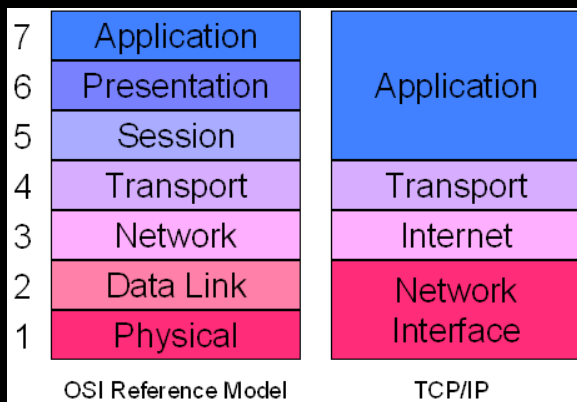 7 Application
6 Presentation Application
5 Session
4 Transport Transport
3 Network Internet
2 Data Link Network
1 Physical Interface
OSI Reference Model TCP/IP